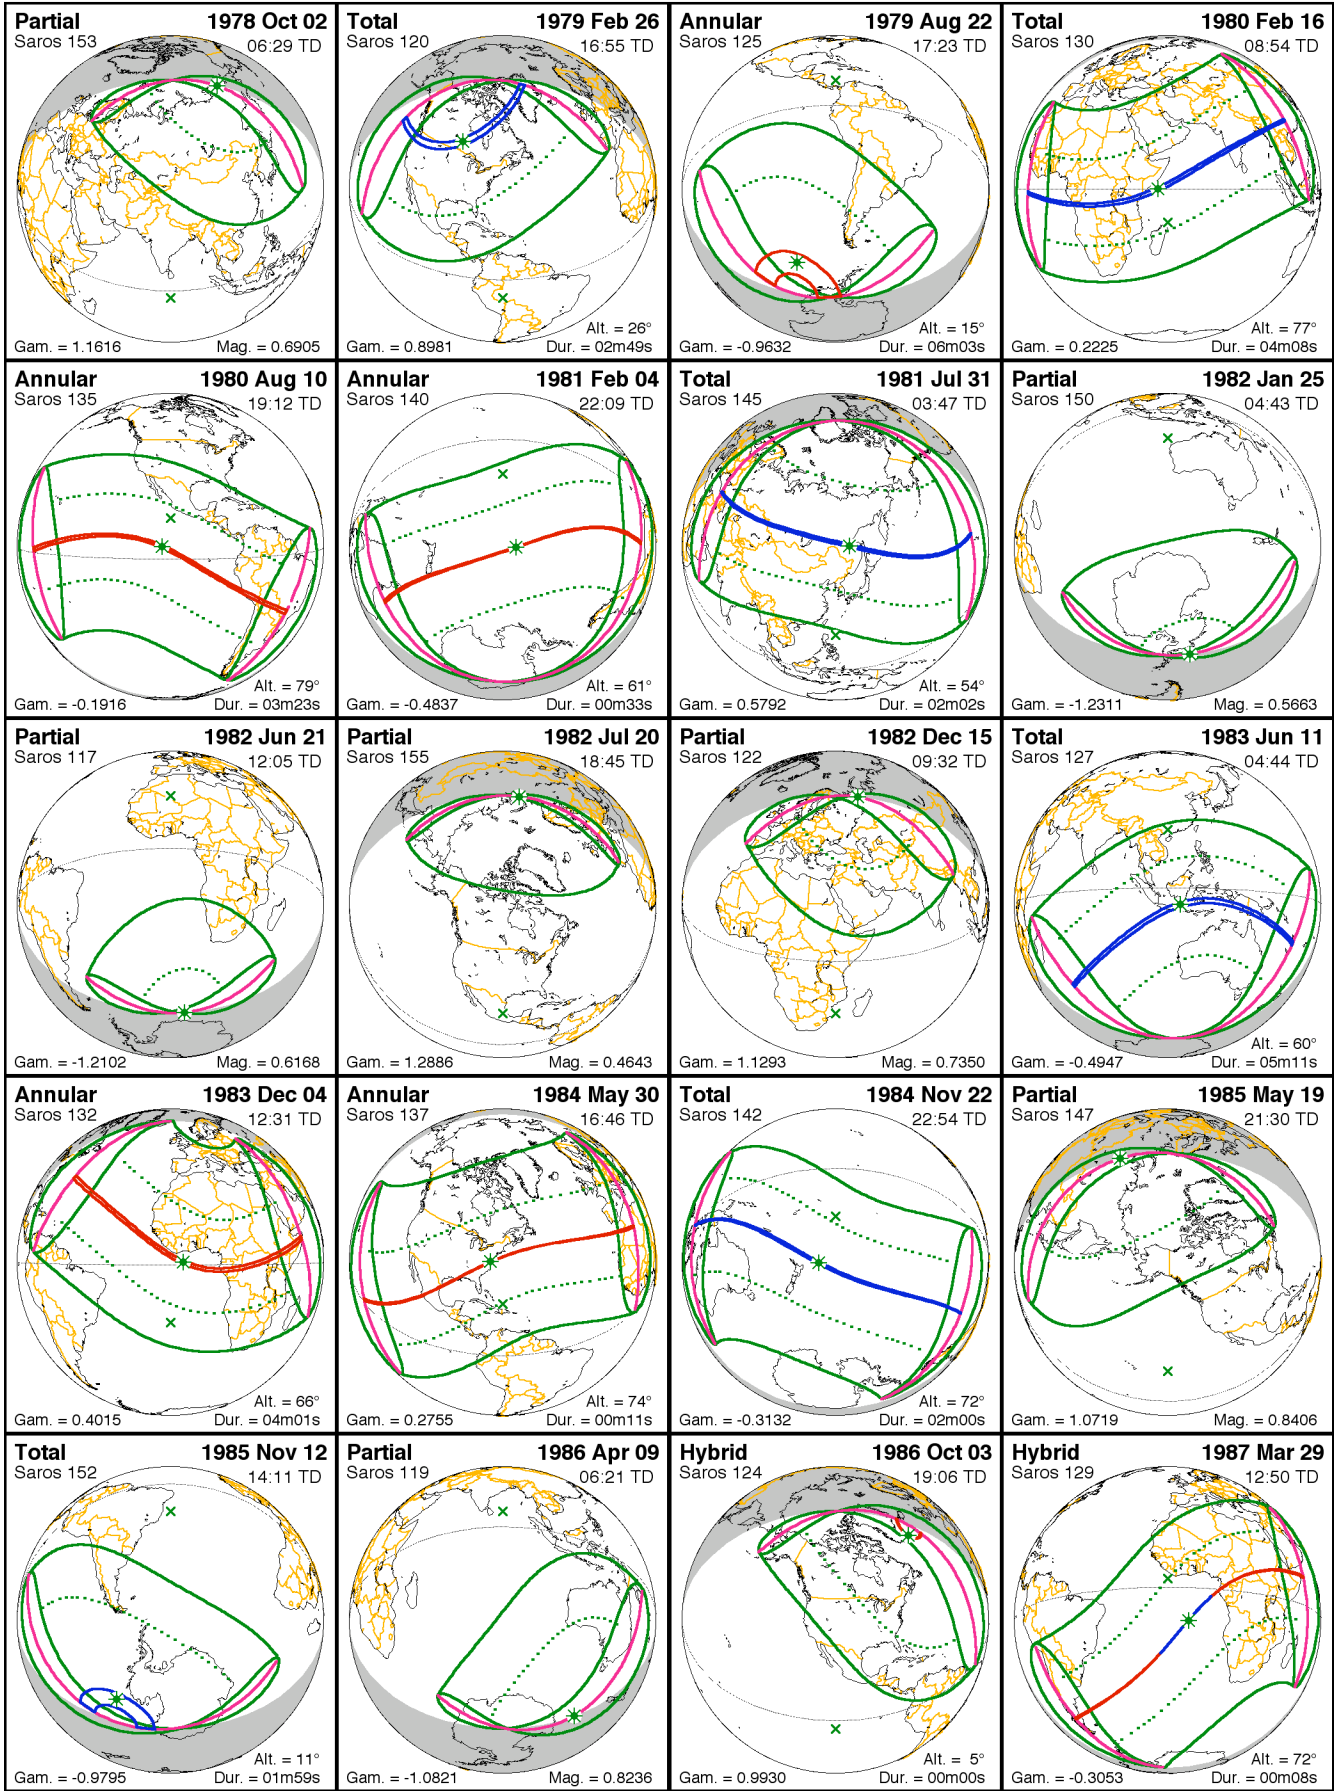 Partial 1978 Oct 02
Saros 153 06:29 TD
Gam. = 1.1616 Mag. = 0.6905
Total 1979 Feb 26
Saros 120 16:55 TD
Alt. = 26°
Gam. = 0.8981 Dur. = 02m49s
Annular 1979 Aug 22
Saros 125 17:23 TD
Alt. = 15°
Gam. = -0.9632 Dur. = 06m03s
Total 1980 Feb 16
Saros 130 08:54 TD
Alt. = 77°
Gam. = 0.2225 Dur. = 04m08s
Annular 1980 Aug 10
Saros 135 19:12 TD
Alt. = 79°
Gam. = -0.1916 Dur. = 03m23s
Annular 1981 Feb 04
Saros 140 22:09 TD
Alt. = 61°
Gam. = -0.4837 Dur. = 00m33s
Total 1981 Jul 31
Saros 145 03:47 TD
Alt. = 54°
Gam. = 0.5792 Dur. = 02m02s
Partial 1982 Jan 25
Saros 150 04:43 TD
Gam. = -1.2311 Mag. = 0.5663
Partial 1982 Jun 21
Saros 117 12:05 TD
Gam. = -1.2102 Mag. = 0.6168
Partial 1982 Jul 20
Saros 155 18:45 TD
Gam. = 1.2886 Mag. = 0.4643
Partial 1982 Dec 15
Saros 122 09:32 TD
Gam. = 1.1293 Mag. = 0.7350
Total 1983 Jun 11
Saros 127 04:44 TD
Alt. = 60°
Gam. = -0.4947 Dur. = 05m11s
Annular 1983 Dec 04
Saros 132 12:31 TD
Alt. = 66°
Gam. = 0.4015 Dur. = 04m01s
Annular 1984 May 30
Saros 137 16:46 TD
Alt. = 74°
Gam. = 0.2755 Dur. = 00m11s
Total 1984 Nov 22
Saros 142 22:54 TD
Alt. = 72°
Gam. = -0.3132 Dur. = 02m00s
Partial 1985 May 19
Saros 147 21:30 TD
Gam. = 1.0719 Mag. = 0.8406
Total 1985 Nov 12
Saros 152 14:11 TD
Alt. = 11°
Gam. = -0.9795 Dur. = 01m59s
Partial 1986 Apr 09
Saros 119 06:21 TD
Gam. = -1.0821 Mag. = 0.8236
Hybrid 1986 Oct 03
Saros 124 19:06 TD
Alt. = 5°
Gam. = 0.9930 Dur. = 00m00s
Hybrid 1987 Mar 29
Saros 129 12:50 TD
Alt. = 72°
Gam. = -0.3053 Dur. = 00m08s